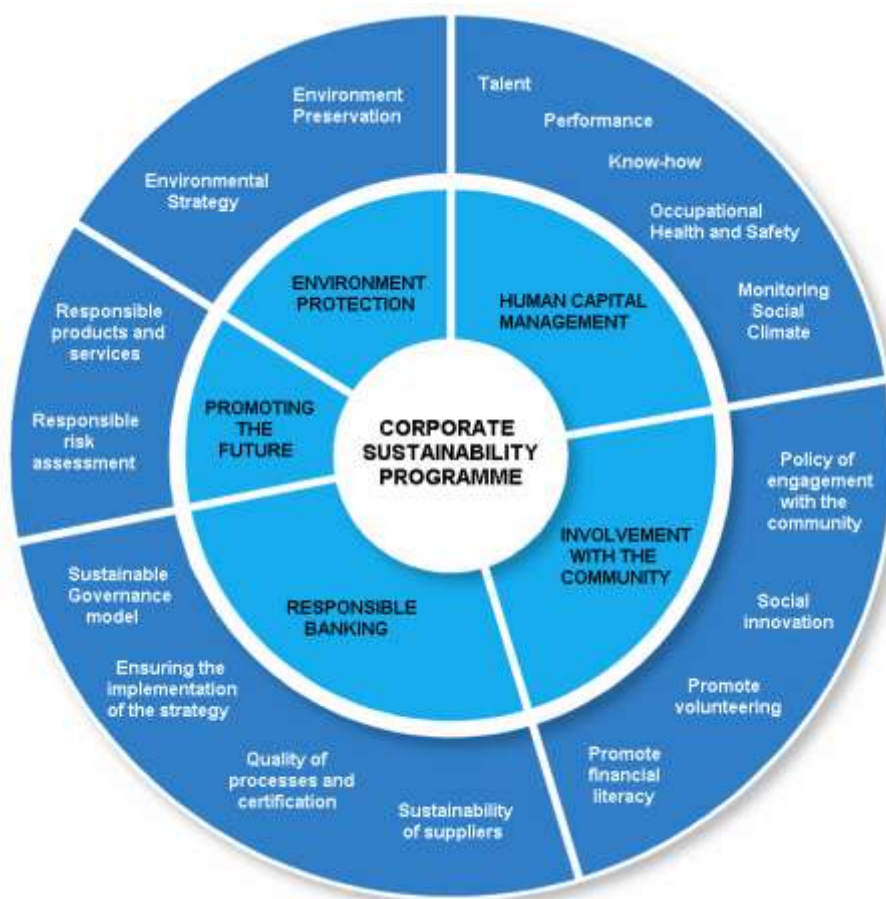 CORPORATE
SUSTAINABILITY
PROGRAMME
ENVIRONMENT
PROTECTION
Environment
Preservation
Environmental
Strategy
HUMAN CAPITAL
MANAGEMENT
Talent
Performance
Know-how
Occupational
Health and Safety
Monitoring
Social
Climate
INVOLVEMENT
WITH THE
COMMUNITY
Policy of
engagement
with the
community
Social
innovation
Promote
volunteering
Promote
financial
literacy
RESPONSIBLE
BANKING
Sustainable
Governance
model
Ensuring the
implementation
of the strategy
Quality of
processes and
certification
Sustainability
of suppliers
PROMOTING
THE
FUTURE
Responsible
products and
services
Responsible
risk
assessment